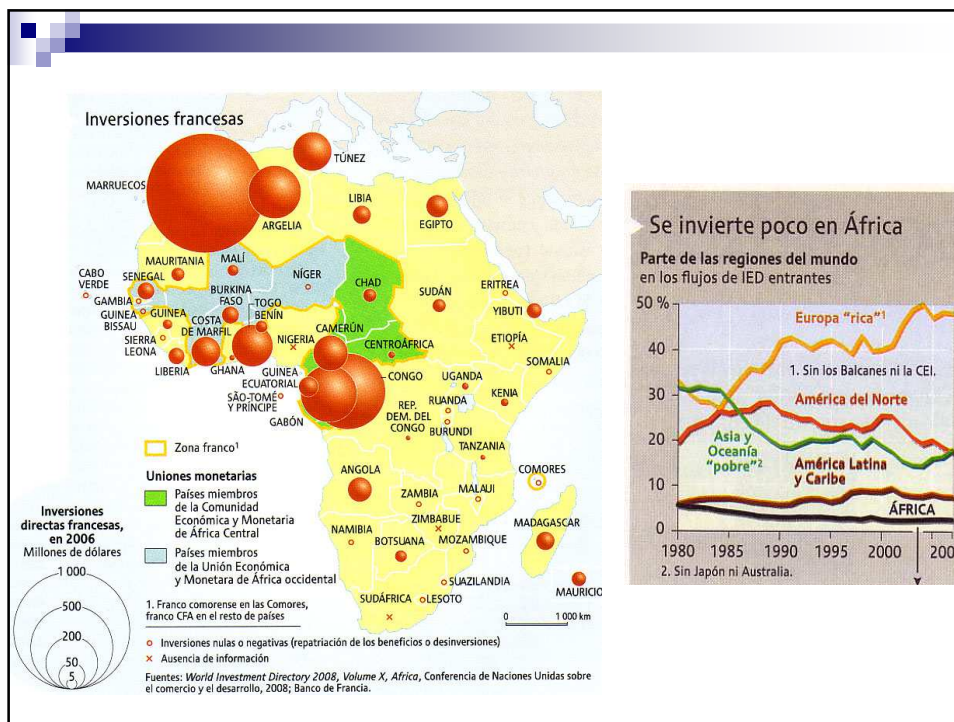 Inversiones francesas
TÚNEZ
MARRUECOS
ARGELIA
LIBIA
EGIPTO
MAURITANIA
MALÍ
NÍGER
CHAD
SUDÁN
ERITREA
CABO
VERDE
SENEGAL
GAMBIA
GUINEA
BISSAU
GUINEA
BURKINA
FASO
TOGO
BENÍN
COSTA
DE MARFIL
SIERRA
LEONA
LIBERIA
GHANA
NIGERIA
CAMERÚN
CENTROÁFRICA
YIBUTI
ETIOPÍA
SOMALIA
GUINEA
ECUATORIAL
SÃO-TOMÉ
Y PRÍNCIPE
GABÓN
CONGO
REP.
DEM. DEL
CONGO
UGANDA
RUANDA
BURUNDI
KENIA
TANZANIA
COMORES
ANGOLA
ZAMBIA
MALAUI
ZIMBABUE
MOZAMBIQUE
MADAGASCAR
NAMIBIA
BOTSUANA
SUAZILANDIA
SUDÁFRICA
LESOTO
MAURICIO
0 1 000 km
Zona franco¹
Uniones monetarias
Países miembros
de la Comunidad
Económica y Monetaria
de África Central
Países miembros
de la Unión Económica
y Monetara de África occidental
1. Franco comorense en las Comores,
franco CFA en el resto de países
Inversiones nulas o negativas (repatriación de los beneficios o desinversiones)
Ausencia de información
Fuentes: World Investment Directory 2008, Volume X, Africa, Conferencia de Naciones Unidas sobre
el comercio y el desarrollo, 2008; Banco de Francia.
Inversiones
directas francesas,
en 2006
Millones de dólares
1 000
500
200
50
5
Se invierte poco en África
Parte de las regiones del mundo
en los flujos de IED entrantes
50 %
40
30
20
10
0
Europa "rica"¹
1. Sin los Balcanes ni la CEI.
América del Norte
Asia y
Oceanía
"pobre"²
América Latina
y Caribe
ÁFRICA
1980 1985 1990 1995 2000
2. Sin Japón ni Australia.